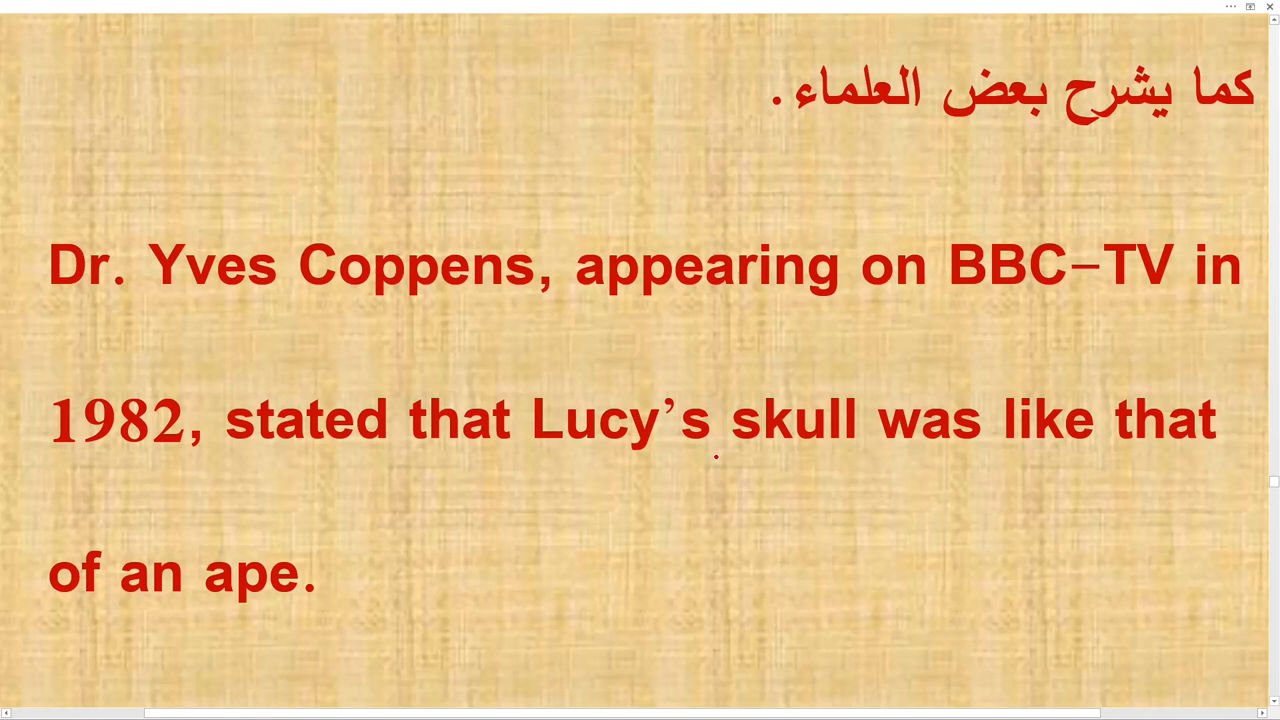 كما يشرح بعض العلماء.
Dr. Yves Coppens, appearing on BBC–TV in
1982, stated that Lucy’s skull was like that
of an ape.